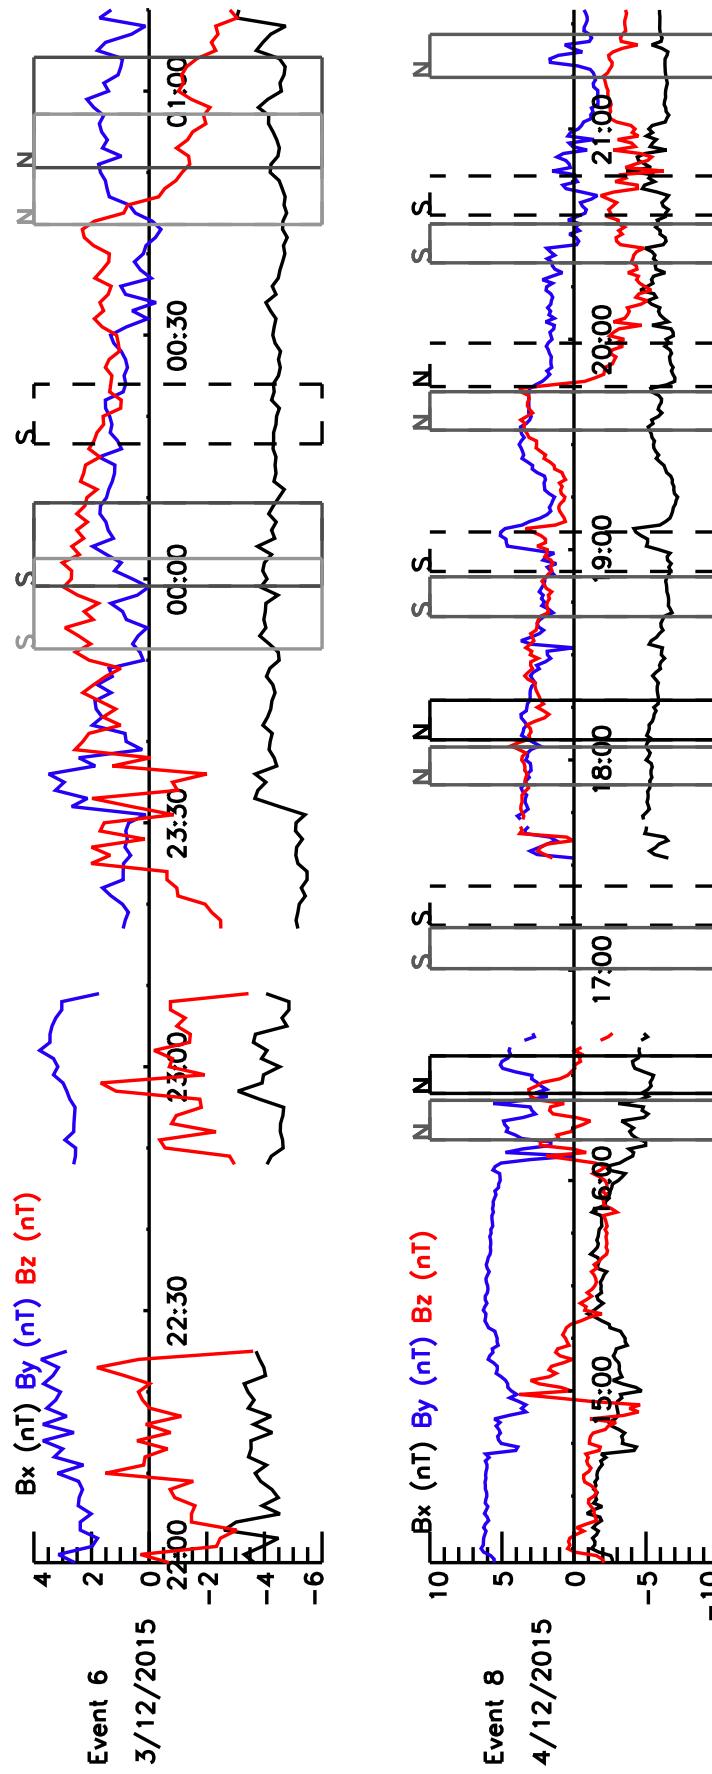 Bx (nT) By (nT) Bz (nT) S S S N N
4
2
Event 6
0
3/12/2015
22:00 22:30 23:00 23:30 00:00 00:30 01:00
-2
-4
-6
Bx (nT) By (nT) Bz (nT) N N S S N N S S N N S S N
10
5
Event 8
0
4/12/2015
15:00 16:00 17:00 18:00 19:00 20:00 21:00
-5
-10